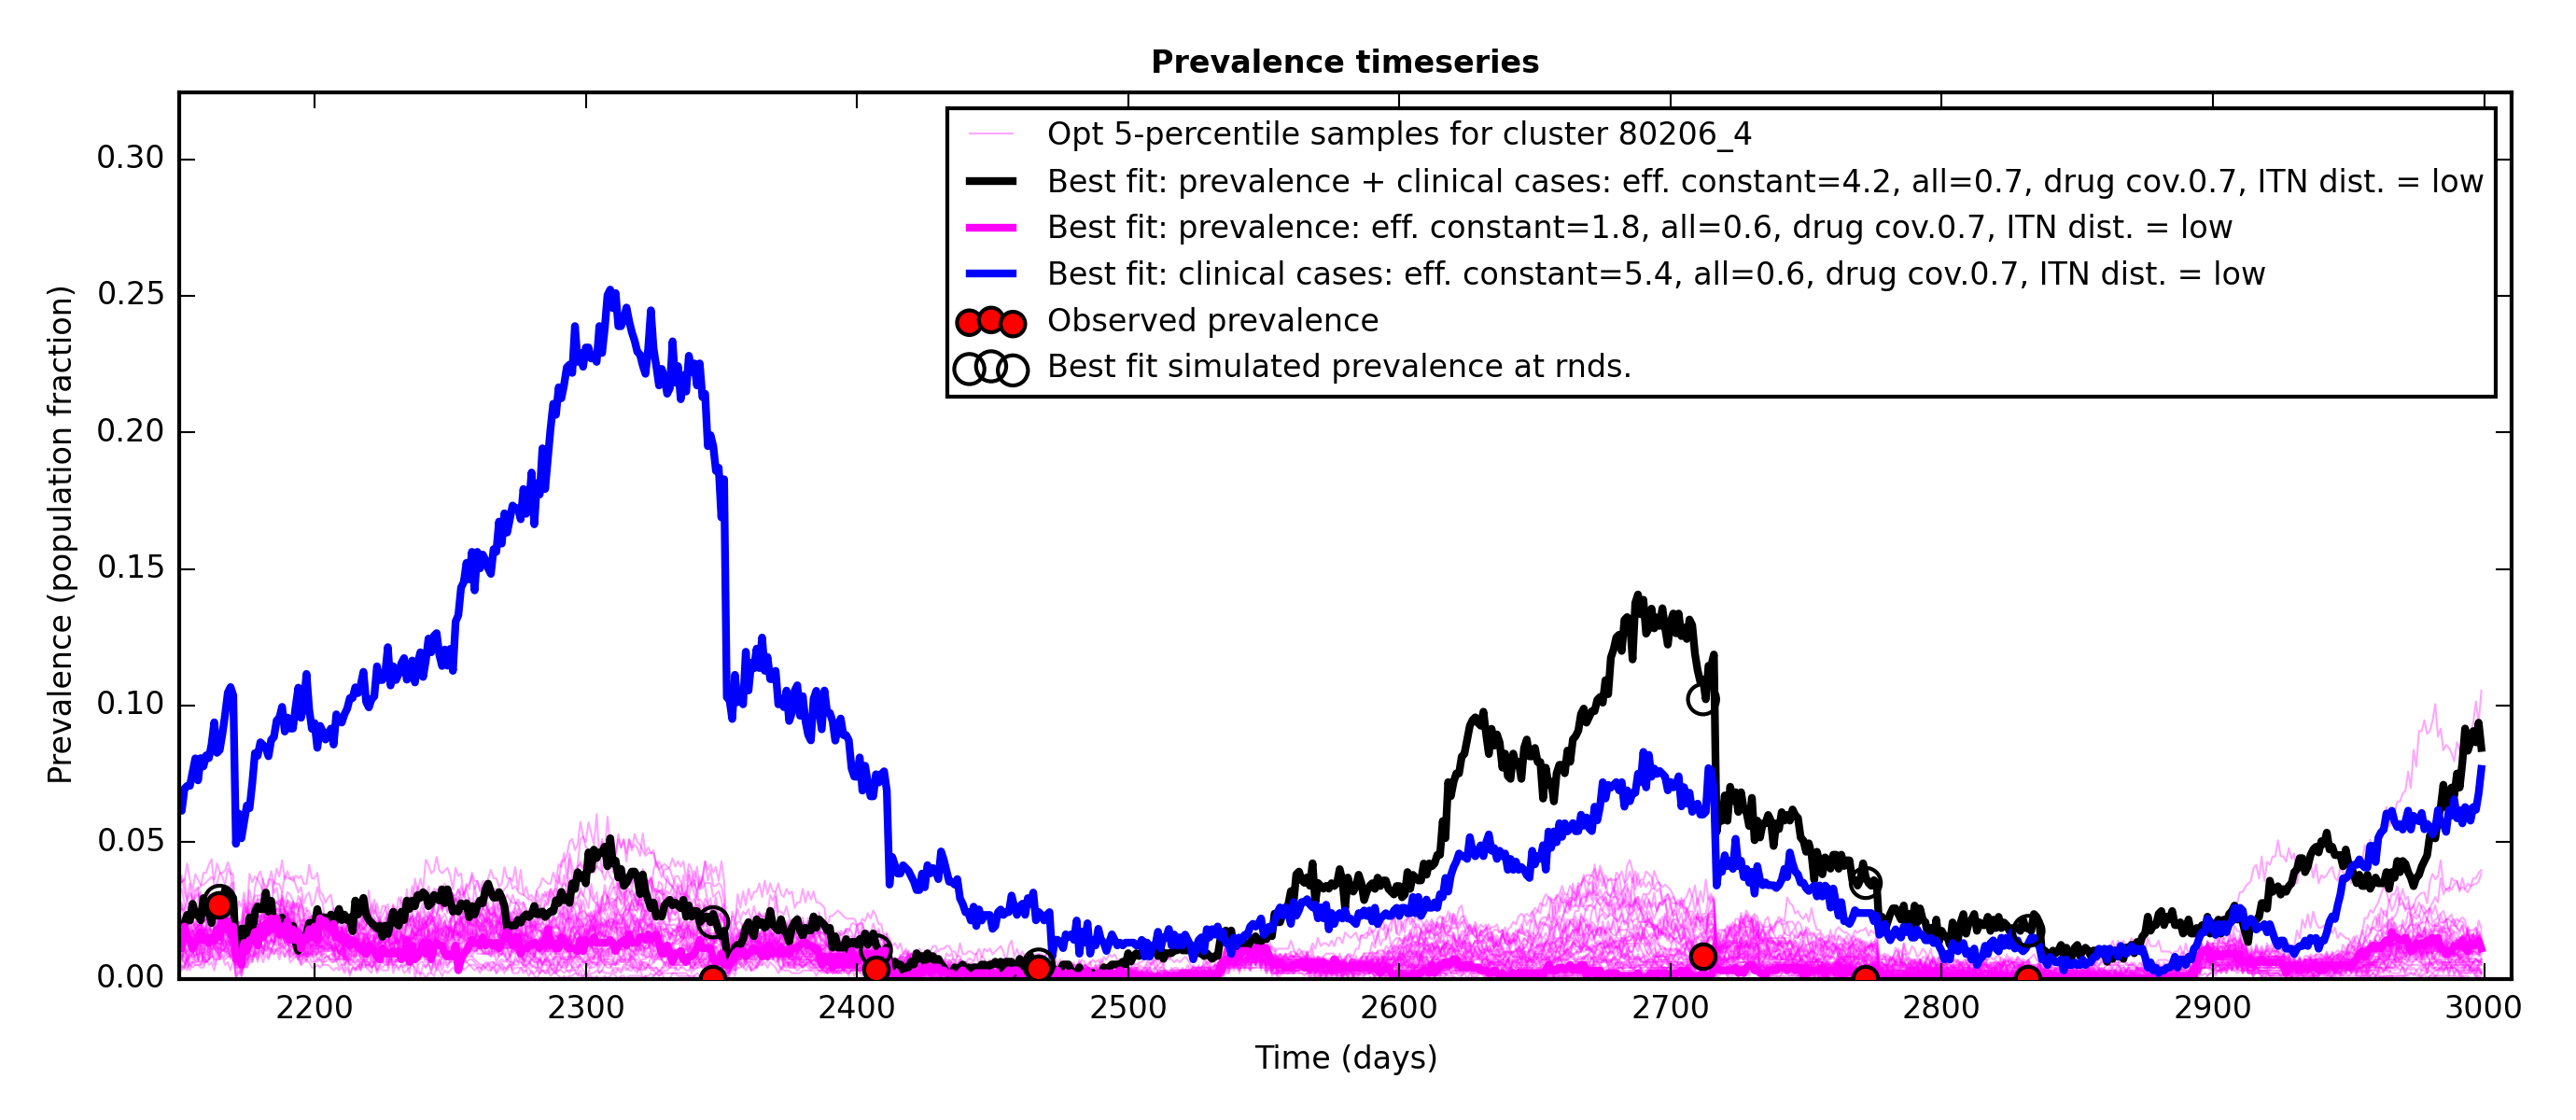 Prevalence timeseries
Opt 5-percentile samples for cluster 80206_4
Best fit: prevalence + clinical cases: eff. constant=4.2, all=0.7, drug cov.0.7, ITN dist. = low
Best fit: prevalence: eff. constant=1.8, all=0.6, drug cov.0.7, ITN dist. = low
Best fit: clinical cases: eff. constant=5.4, all=0.6, drug cov.0.7, ITN dist. = low
Observed prevalence
Best fit simulated prevalence at rnds.
Prevalence (population fraction)
0.30
0.25
0.20
0.15
0.10
0.05
0.00
2200 2300 2400 2500 2600 2700 2800 2900 3000
Time (days)